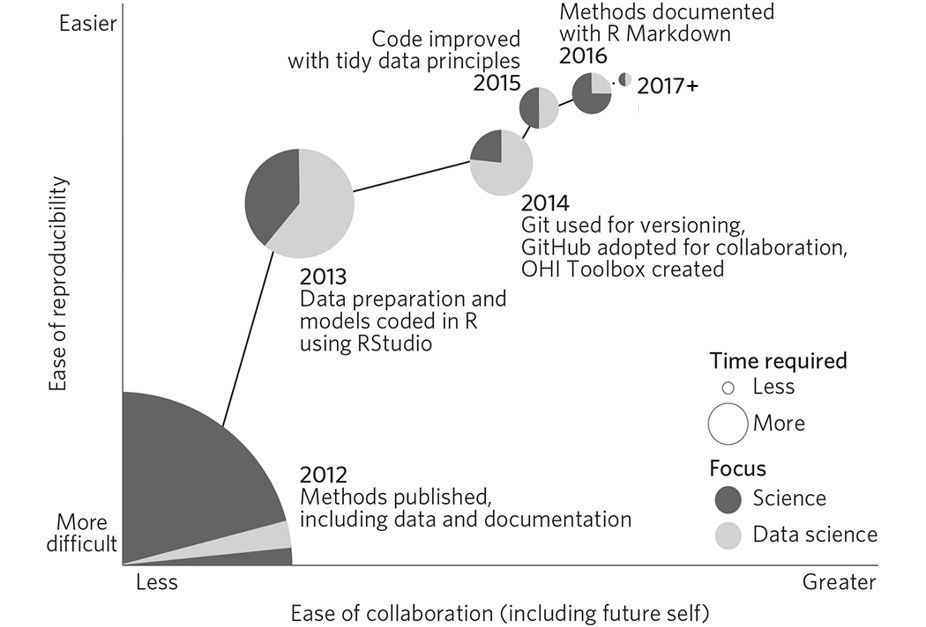 Easier
Ease of reproducibility
More
difficult
Less
Greater
Ease of collaboration (including future self)
2012
Methods published,
including data and documentation
2013
Data preparation and
models coded in R
using RStudio
2014
Git used for versioning,
GitHub adopted for collaboration,
OHI Toolbox created
Code improved
with tidy data principles
2015
Methods documented
with R Markdown
2016
2017+
Time required
Less
More
Focus
Science
Data science